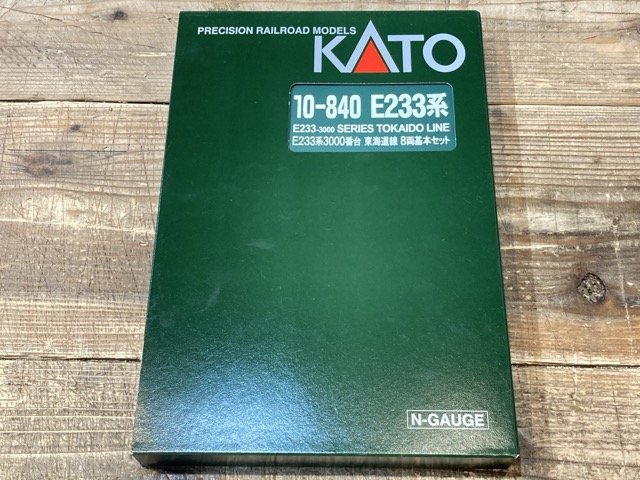 PRECISION RAILROAD MODELS
KATO
10-840 E233系
E233-3000 SERIES TOKAIDO LINE
E233系3000番台 東海道線 8両基本セット
N-GAUGE